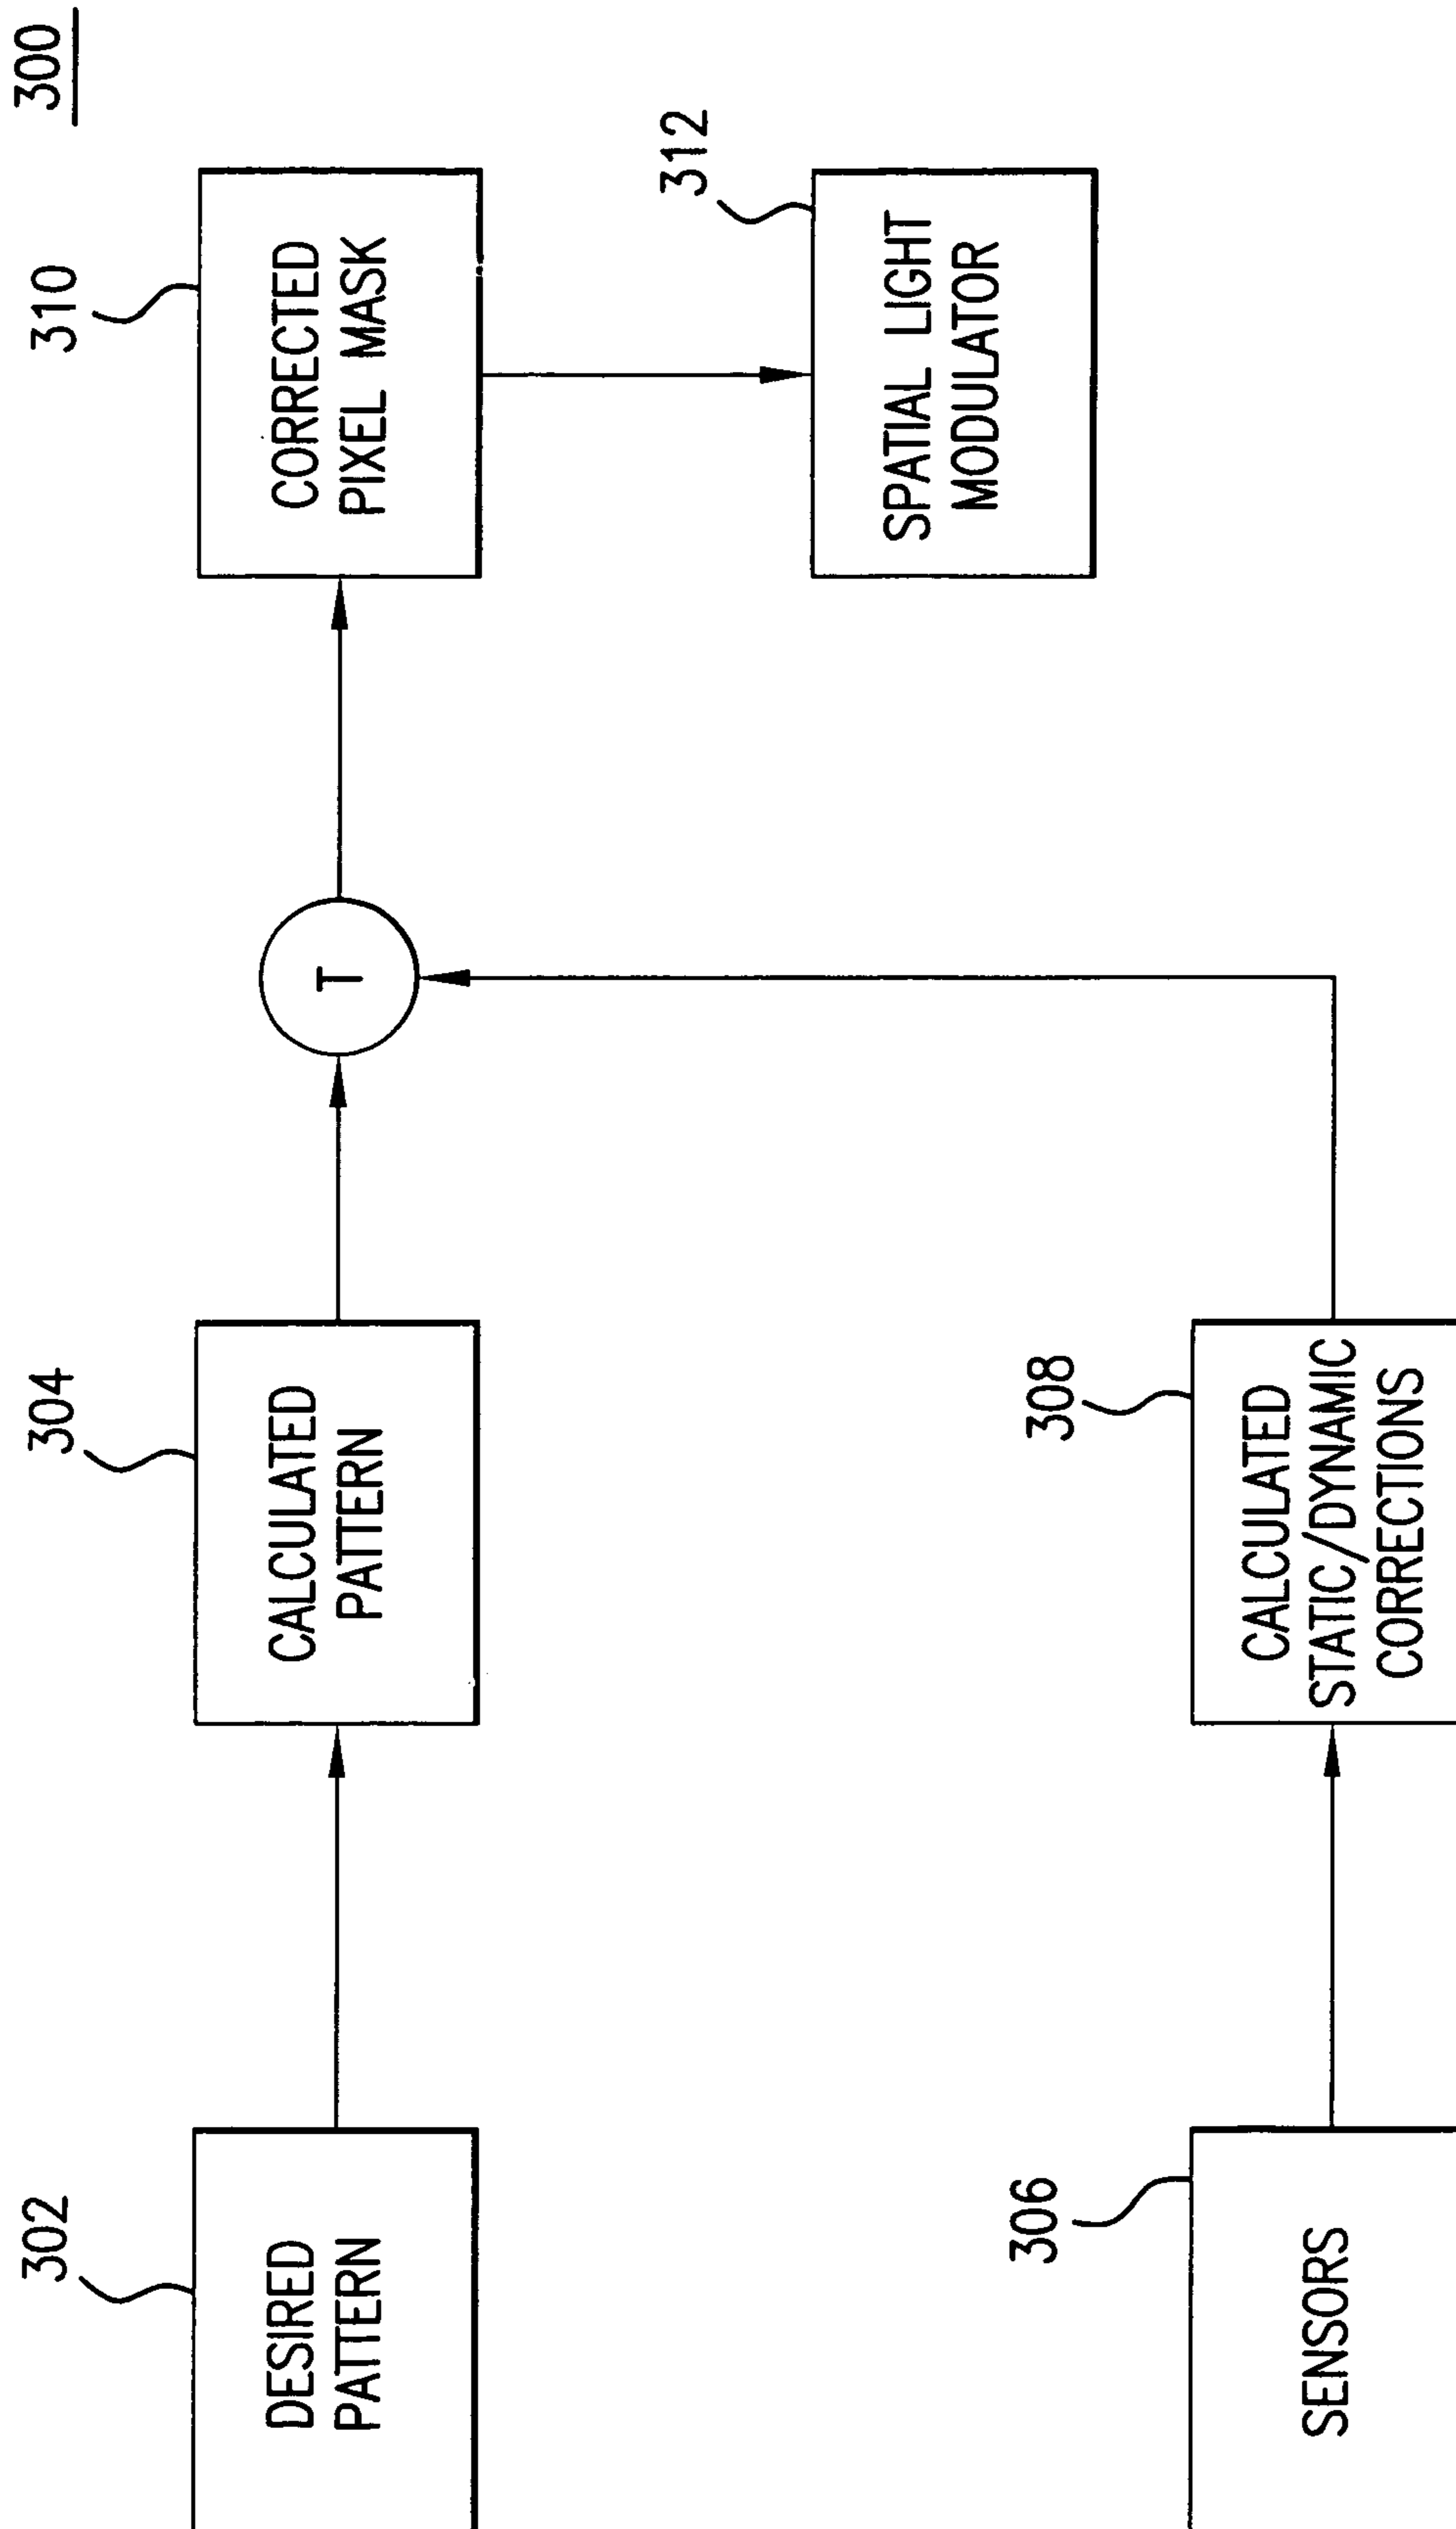 300
302
DESIRED
PATTERN
304
CALCULATED
PATTERN
T
310
CORRECTED
PIXEL MASK
312
SPATIAL LIGHT
MODULATOR
306
SENSORS
308
CALCULATED
STATIC/DYNAMIC
CORRECTIONS